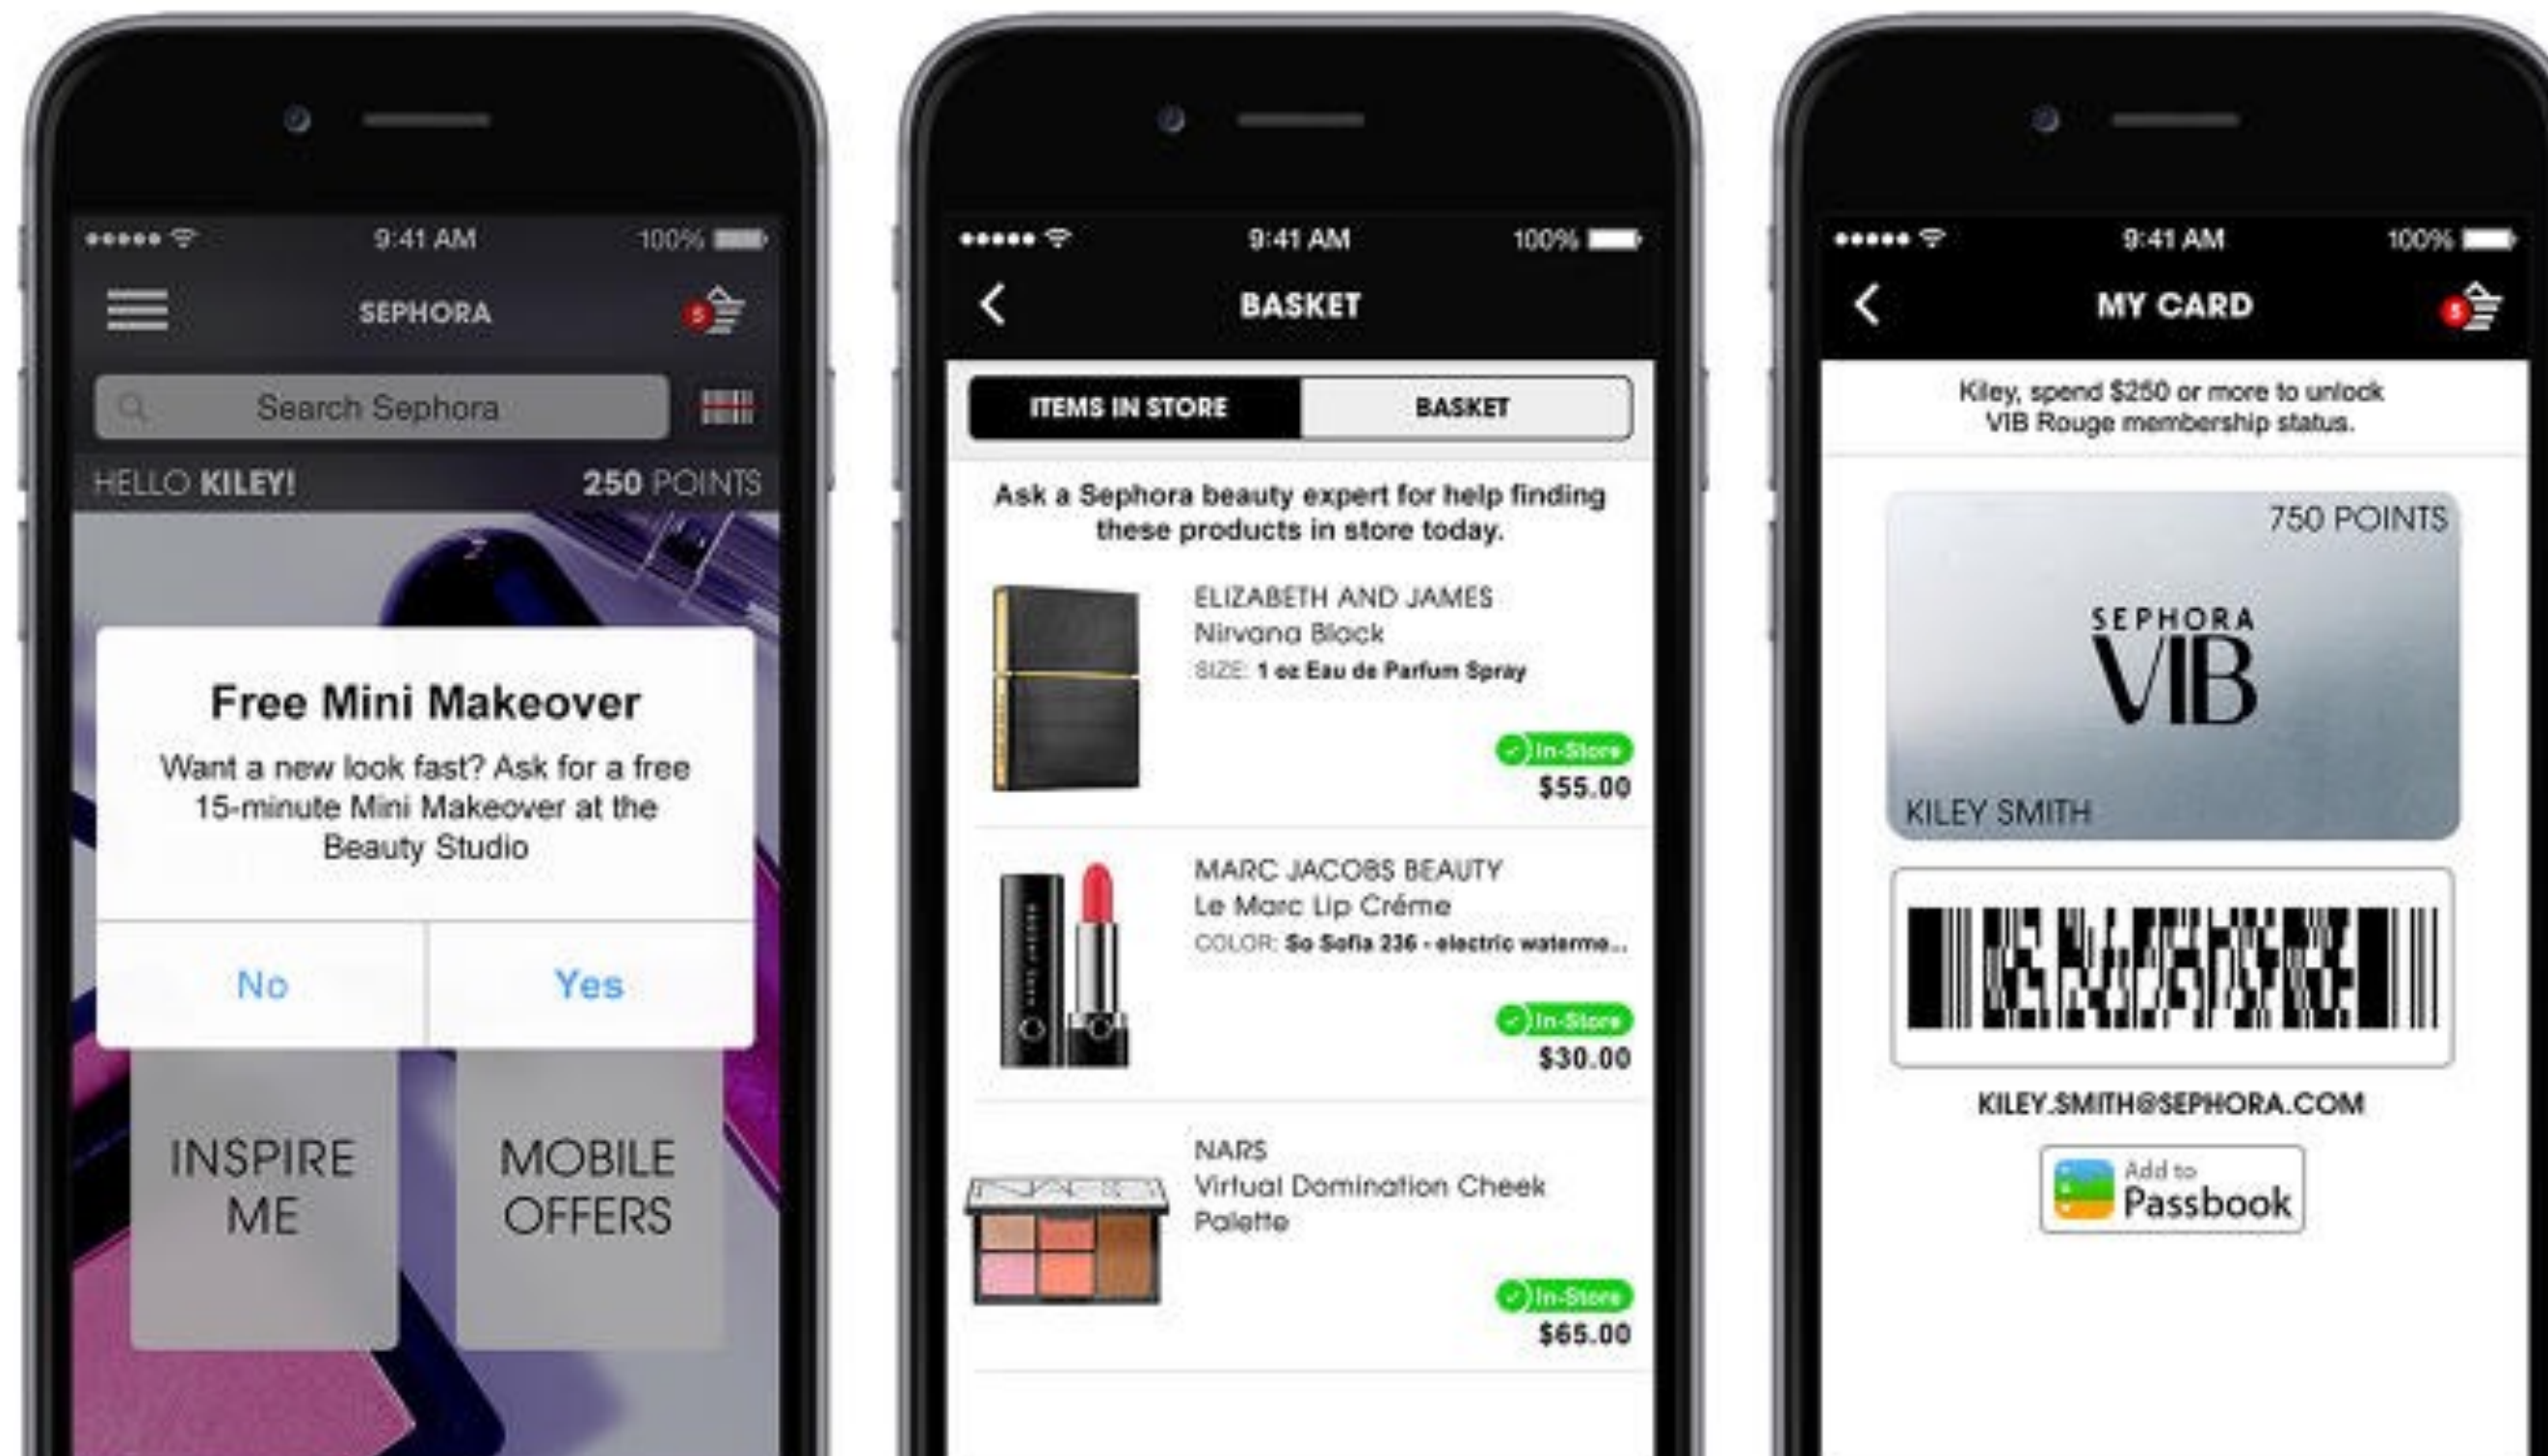 9:41 AM
100%
SEPHORA
5
Search Sephora
HELLO KILEY!
250 POINTS
Free Mini Makeover
Want a new look fast? Ask for a free
15-minute Mini Makeover at the
Beauty Studio
No
Yes
INSPIRE
ME
MOBILE
OFFERS
9:41 AM
100%
BASKET
ITEMS IN STORE
BASKET
Ask a Sephora beauty expert for help finding
these products in store today.
ELIZABETH AND JAMES
Nirvana Black
SIZE: 1 oz Eau de Parfum Spray
In-Store
$55.00
MARC JACOBS BEAUTY
Le Marc Lip Créme
COLOR: So Sofia 236 - electric waterme...
MARC JACOBS
In-Store
$30.00
NARS
Virtual Domination Cheek
Palette
NARS
In-Store
$65.00
9:41 AM
100%
MY CARD
5
Kiley, spend $250 or more to unlock
VIB Rouge membership status.
750 POINTS
SEPHORA
VIB
KILEY SMITH
KILEY.SMITH@SEPHORA.COM
Add to
Passbook